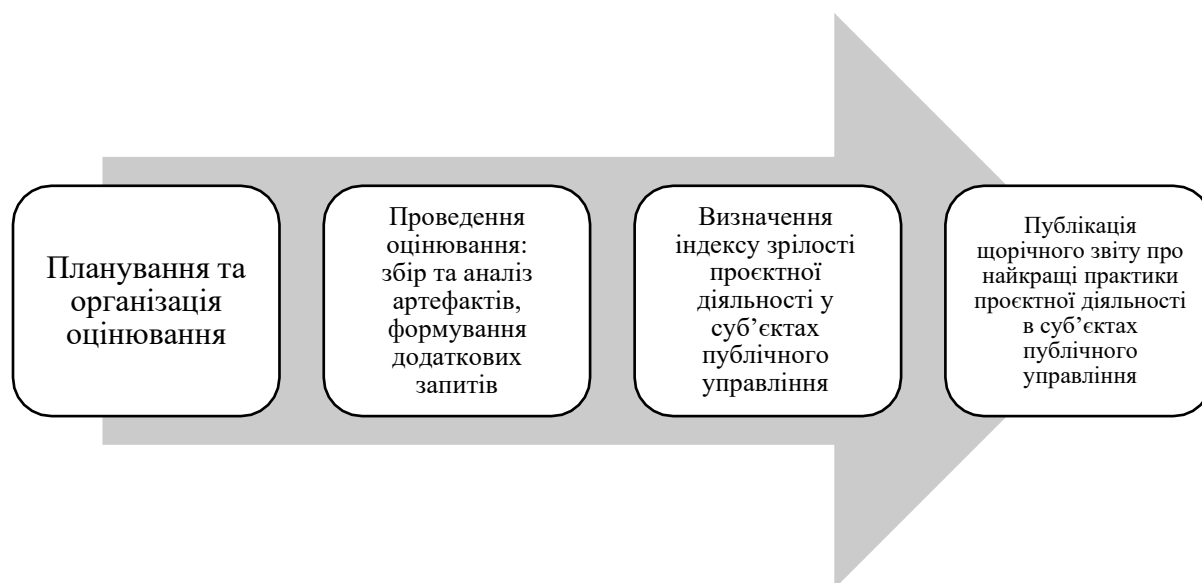 Планування та
організація
оцінювання
Проведення
оцінювання:
збір та аналіз
артефактів,
формування
додаткових
запитів
Визначення
індексу зрілості
проєктної
діяльності у
суб’єктах
публічного
управління
Публікація
щорічного звіту про
найкращі практики
проєктної діяльності
в суб’єктах
публічного
управління